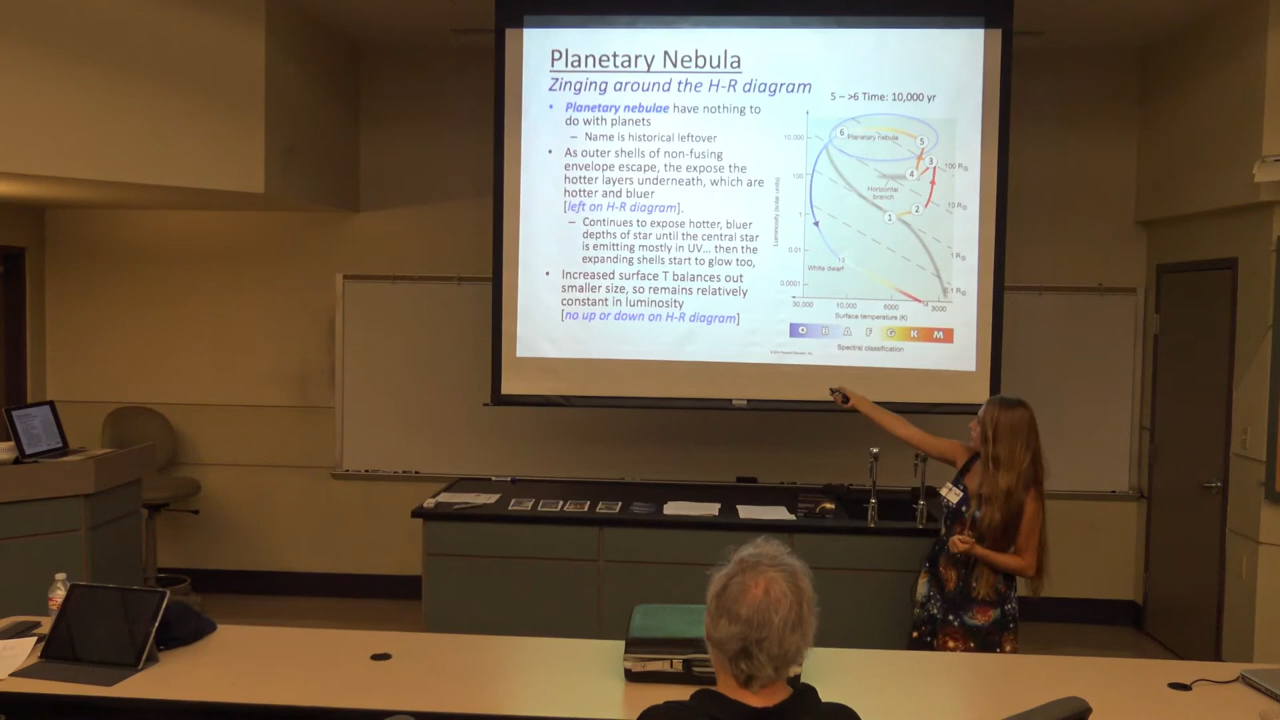 Planetary Nebula
Zinging around the H-R diagram
• Planetary nebulae have nothing to
do with planets
– Name is historical leftover
• As outer shells of non-fusing
envelope escape, the expose the
hotter layers underneath, which are
hotter and bluer
[left on H-R diagram].
– Continues to expose hotter, bluer
depths of star until the central star
is emitting mostly in UV... then the
expanding shells start to glow too,
• Increased surface T balances out
smaller size, so remains relatively
constant in luminosity
[no up or down on H-R diagram]
5 – >6 Time: 10,000 yr
Luminosity (solar units)
10,000
100
1
0.01
0.0001
6
Planetary nebula
5
3
4
100 R
Horizontal
branch
10 R
2
1
1 R
White dwarf
0.1 R
30,000 10,000 6000 3000
Surface temperature (K)
O B A F G K M
Spectral classification